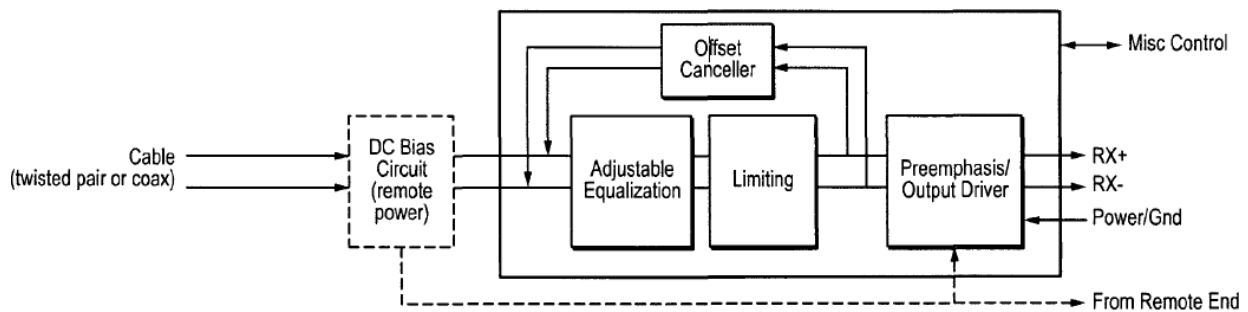 Offset
Canceller
Misc Control
Cable
(twisted pair or coax)
DC Bias
Circuit
(remote
power)
Adjustable
Equalization
Limiting
Preemphasis/
Output Driver
RX+
RX-
Power/Gnd
From Remote End